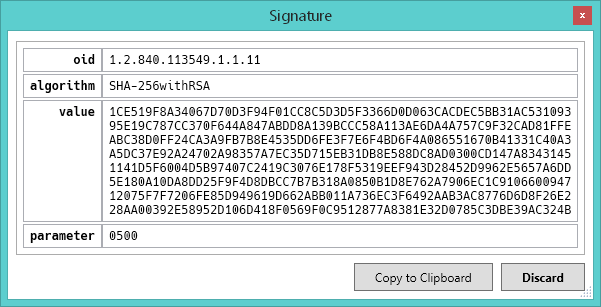 Signature
x
oid 1.2.840.113549.1.1.11
algorithm SHA-256withRSA
value 1CE519F8A34067D70D3F94F01CC8C5D3D5F3366D0D063CACDEC5BB31AC531093
95E19C787CC370F644A847ABDD8A139BCCC58A113AE6DA4A757C9F32CAD81FFE
ABC38D0FF24CA3A9FB7B8E4535DD6FE3F7E6F4BD6F4A086551670B41331C40A3
A5DC37E92A24702A98357A7EC35D715EB31DB8E588DC8AD0300CD147A8343145
1141D5F6004D5B97407C2419C3076E178F5319EEF943D28452D9962E5657A6DD
5E180A10DA8DD25F9F4D8DBCC7B7B318A0850B1D8E762A7906EC1C9106600947
12075F7F7206FE85D949619D662ABB011A736EC3F6492AAB3AC8776D6D8F26E2
28AA00392E58952D106D418F0569F0C9512877A8381E32D0785C3DBE39AC324B
parameter 0500
Copy to Clipboard Discard